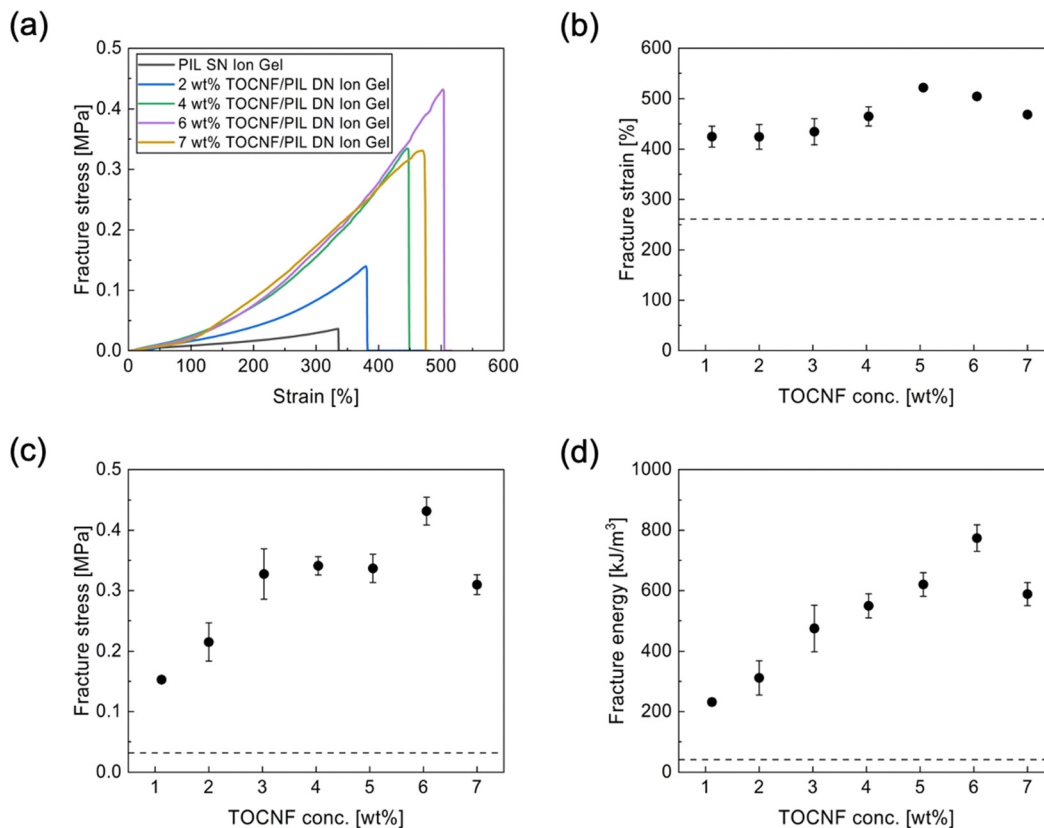 (a)
Fracture stress [MPa]
0.5
0.4
0.3
0.2
0.1
0.0
PIL SN Ion Gel
2 wt% TOCNF/PIL DN Ion Gel
4 wt% TOCNF/PIL DN Ion Gel
6 wt% TOCNF/PIL DN Ion Gel
7 wt% TOCNF/PIL DN Ion Gel
0 100 200 300 400 500 600
Strain [%]
(b)
Fracture strain [%]
600
500
400
300
200
100
0
1 2 3 4 5 6 7
TOCNF conc. [wt%]
(c)
Fracture stress [MPa]
0.5
0.4
0.3
0.2
0.1
0.0
1 2 3 4 5 6 7
TOCNF conc. [wt%]
(d)
Fracture energy [kJ/m³]
1000
800
600
400
200
0
1 2 3 4 5 6 7
TOCNF conc. [wt%]